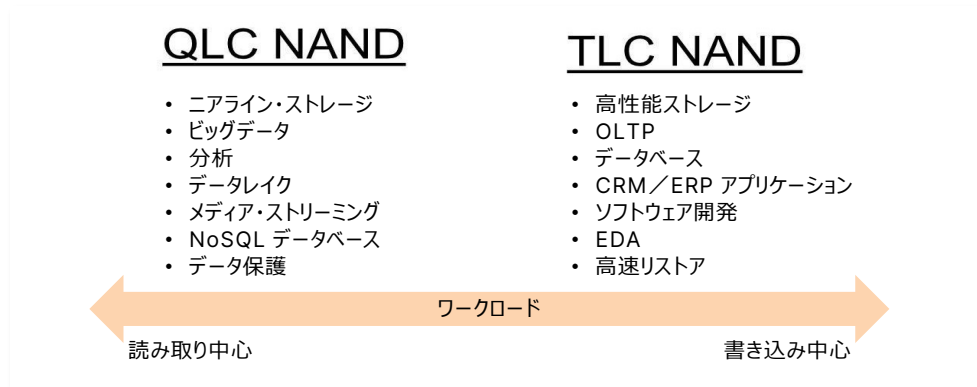 QLC NAND
• ニアライン・ストレージ
• ビッグデータ
• 分析
• データレイク
• メディア・ストリーミング
• NoSQL データベース
• データ保護
TLC NAND
• 高性能ストレージ
• OLTP
• データベース
• CRM／ERP アプリケーション
• ソフトウェア開発
• EDA
• 高速リストア
ワークロード
読み取り中心
書き込み中心